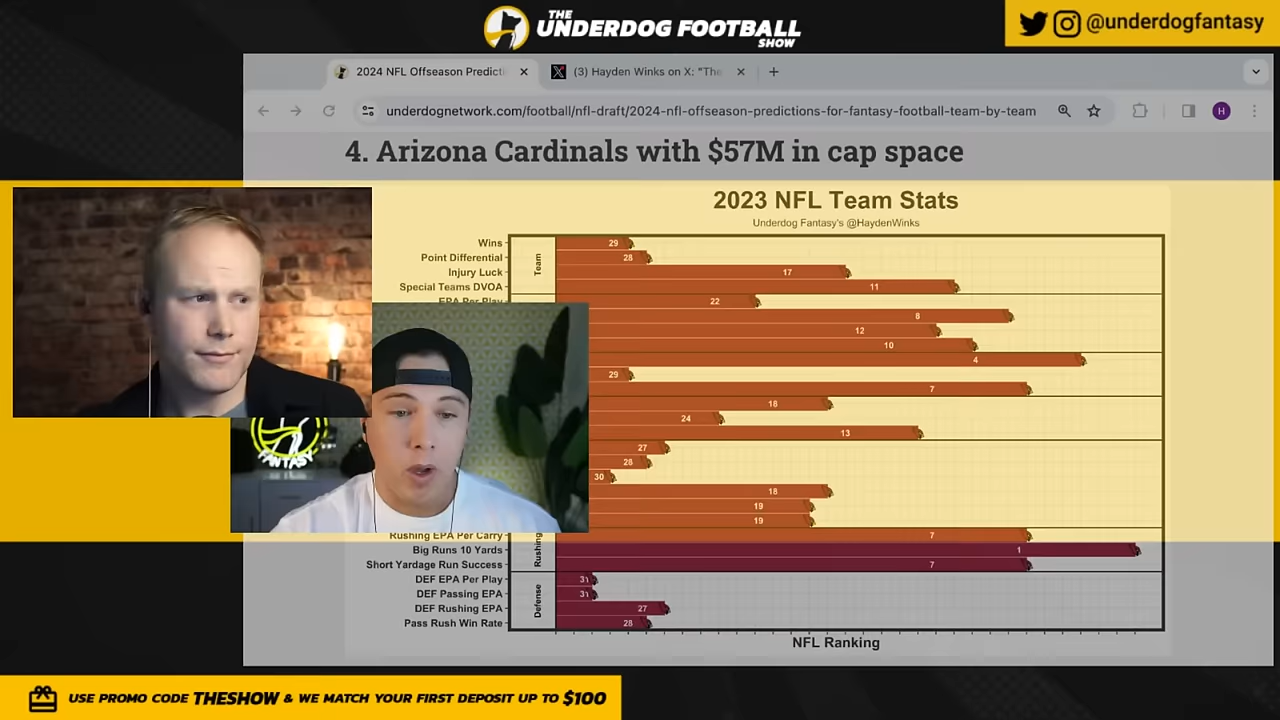 THE
UNDERDOG FOOTBALL
SHOW
@underdogfantasy
2024 NFL Offseason Predicti
(3) Hayden Winks on X: "The
underdognetwork.com/football/nfl-draft/2024-nfl-offseason-predictions-for-fantasy-football-team-by-team
H
4. Arizona Cardinals with $57M in cap space
2023 NFL Team Stats
Underdog Fantasy's @HaydenWinks
Wins 29
Point Differential 28
Team
Injury Luck 17
Special Teams DVOA 11
EPA Per Play 22
8
12
10
4
29
7
18
24
13
27
28
30
18
19
19
FANTASY
Rushing EPA Per Carry 7
Rushing
Big Runs 10 Yards 1
Short Yardage Run Success 7
DEF EPA Per Play 31
DEF Passing EPA 31
Defense
DEF Rushing EPA 27
Pass Rush Win Rate 28
NFL Ranking
USE PROMO CODE THESHOW & WE MATCH YOUR FIRST DEPOSIT UP TO $100